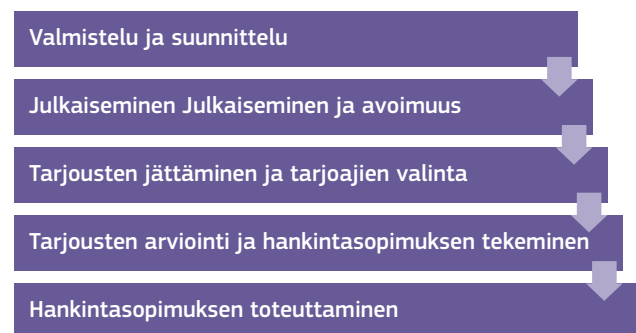 Valmistelu ja suunnittelu
Julkaiseminen Julkaiseminen ja avoimuus
Tarjousten jättäminen ja tarjoajien valinta
Tarjousten arviointi ja hankintasopimuksen tekeminen
Hankintasopimuksen toteuttaminen